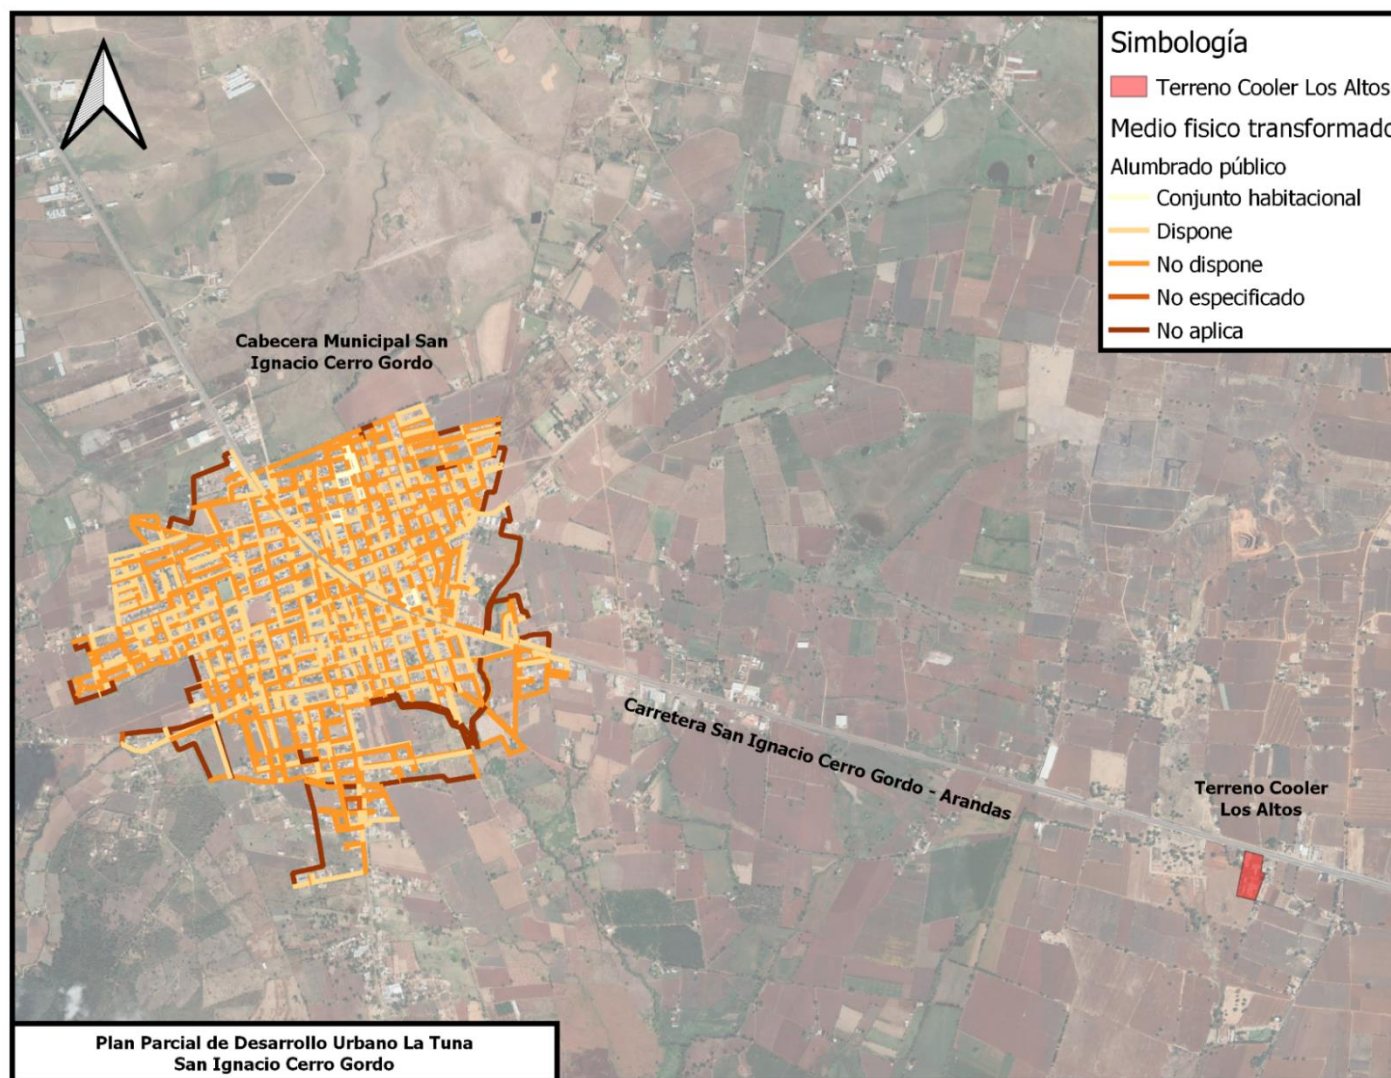 Simbología
Terreno Cooler Los Altos
Medio fisico transformado
Alumbrado público
Conjunto habitacional
Dispone
No dispone
No especificado
No aplica
Cabecera Municipal San
Ignacio Cerro Gordo
Carretera San Ignacio Cerro Gordo - Arandas
Terreno Cooler
Los Altos
Plan Parcial de Desarrollo Urbano La Tuna
San Ignacio Cerro Gordo